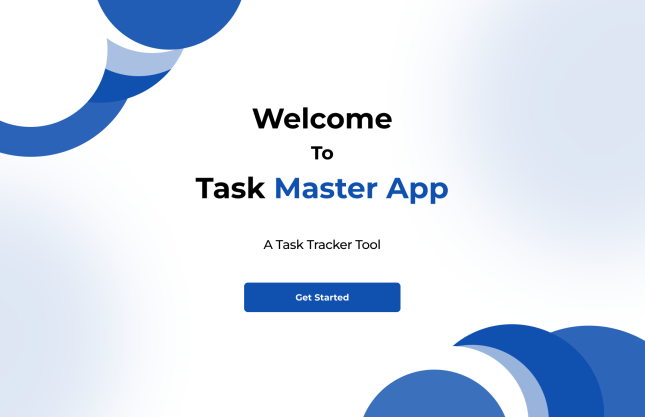 Welcome
To
Task Master App
A Task Tracker Tool
Get Started